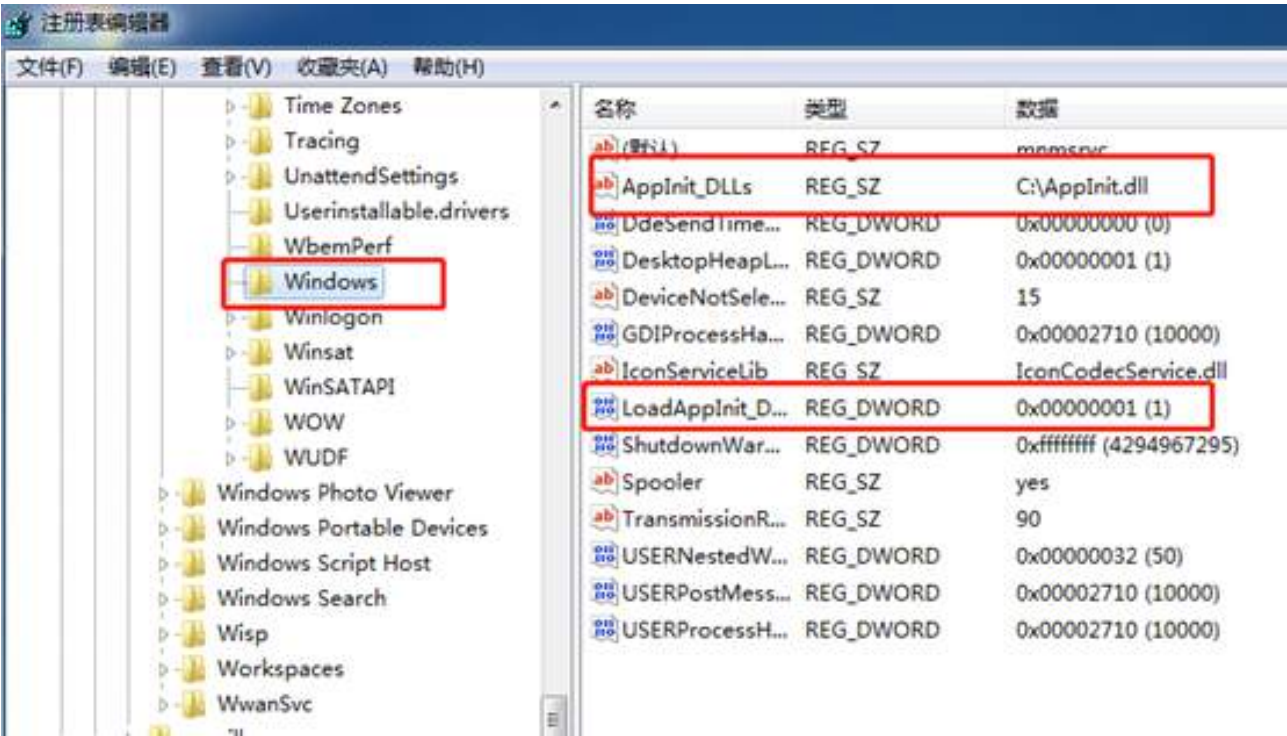 注册表编辑器
文件(F) 编辑(E) 查看(V) 收藏夹(A) 帮助(H)
Time Zones
Tracing
UnattendSettings
Userinstallable.drivers
WbemPerf
Windows
Winlogon
Winsat
WinSATAPI
WOW
WUDF
Windows Photo Viewer
Windows Portable Devices
Windows Script Host
Windows Search
Wisp
Workspaces
WwanSvc
名称 类型 数据
(默认) REG_SZ mnmsrvc
AppInit_DLLs REG_SZ C:\AppInit.dll
DdeSendTime... REG_DWORD 0x00000000 (0)
DesktopHeapL... REG_DWORD 0x00000001 (1)
DeviceNotSele... REG_SZ 15
GDIProcessHa... REG_DWORD 0x00002710 (10000)
IconServiceLib REG_SZ IconCodecService.dll
LoadAppInit_D... REG_DWORD 0x00000001 (1)
ShutdownWar... REG_DWORD 0xffffffff (4294967295)
Spooler REG_SZ yes
TransmissionR... REG_SZ 90
USERNestedW... REG_DWORD 0x00000032 (50)
USERPostMess... REG_DWORD 0x00002710 (10000)
USERProcessH... REG_DWORD 0x00002710 (10000)